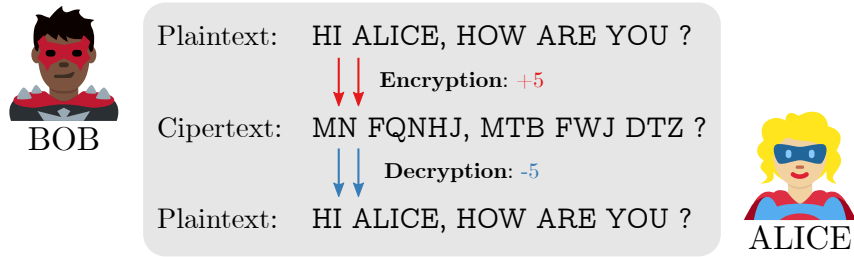 Plaintext: HI ALICE, HOW ARE YOU ?
Encryption: +5
BOB
Cipertext: MN FQNHJ, MTB FWJ DTZ ?
Decryption: -5
Plaintext: HI ALICE, HOW ARE YOU ?
ALICE